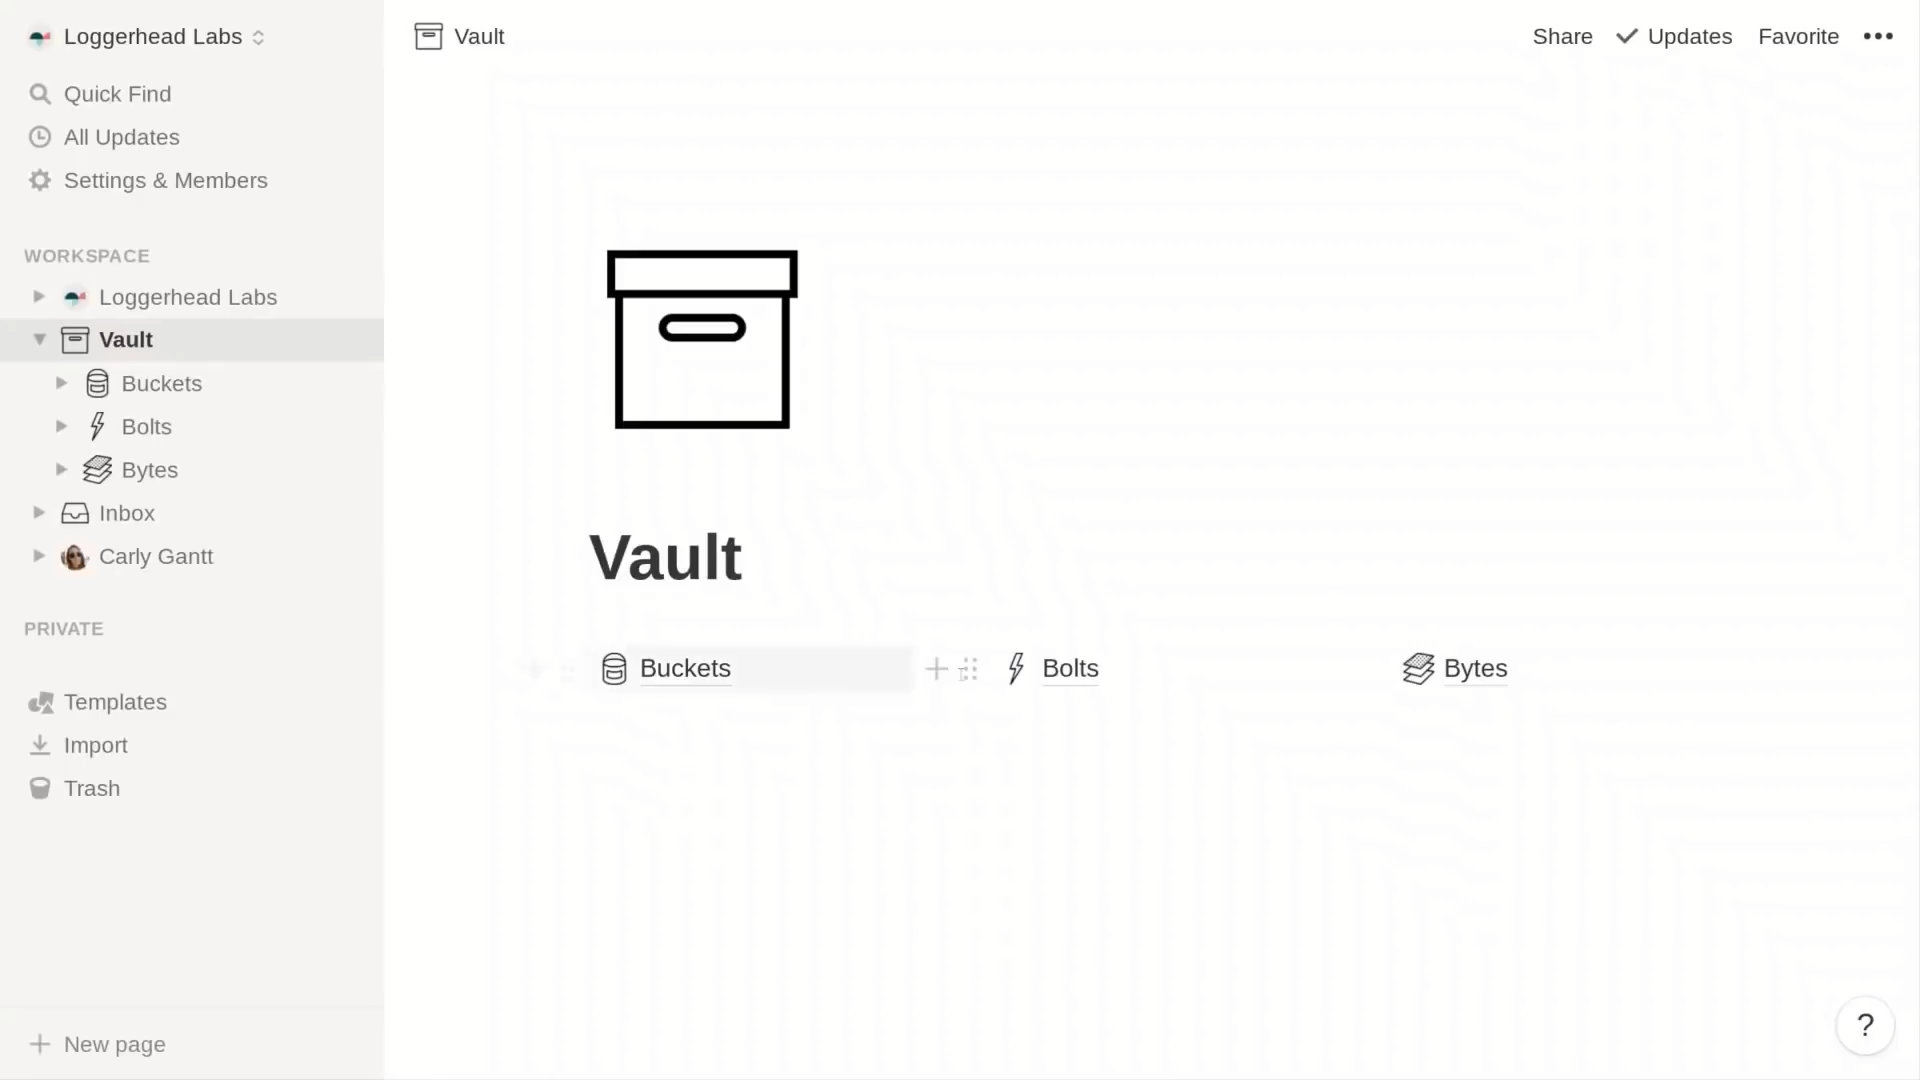 Loggerhead Labs
Quick Find
All Updates
Settings & Members
WORKSPACE
Loggerhead Labs
Vault
Buckets
Bolts
Bytes
Inbox
Carly Gantt
PRIVATE
Templates
Import
Trash
New page
Vault
Share Updates Favorite •••
Vault
Buckets Bolts Bytes
?